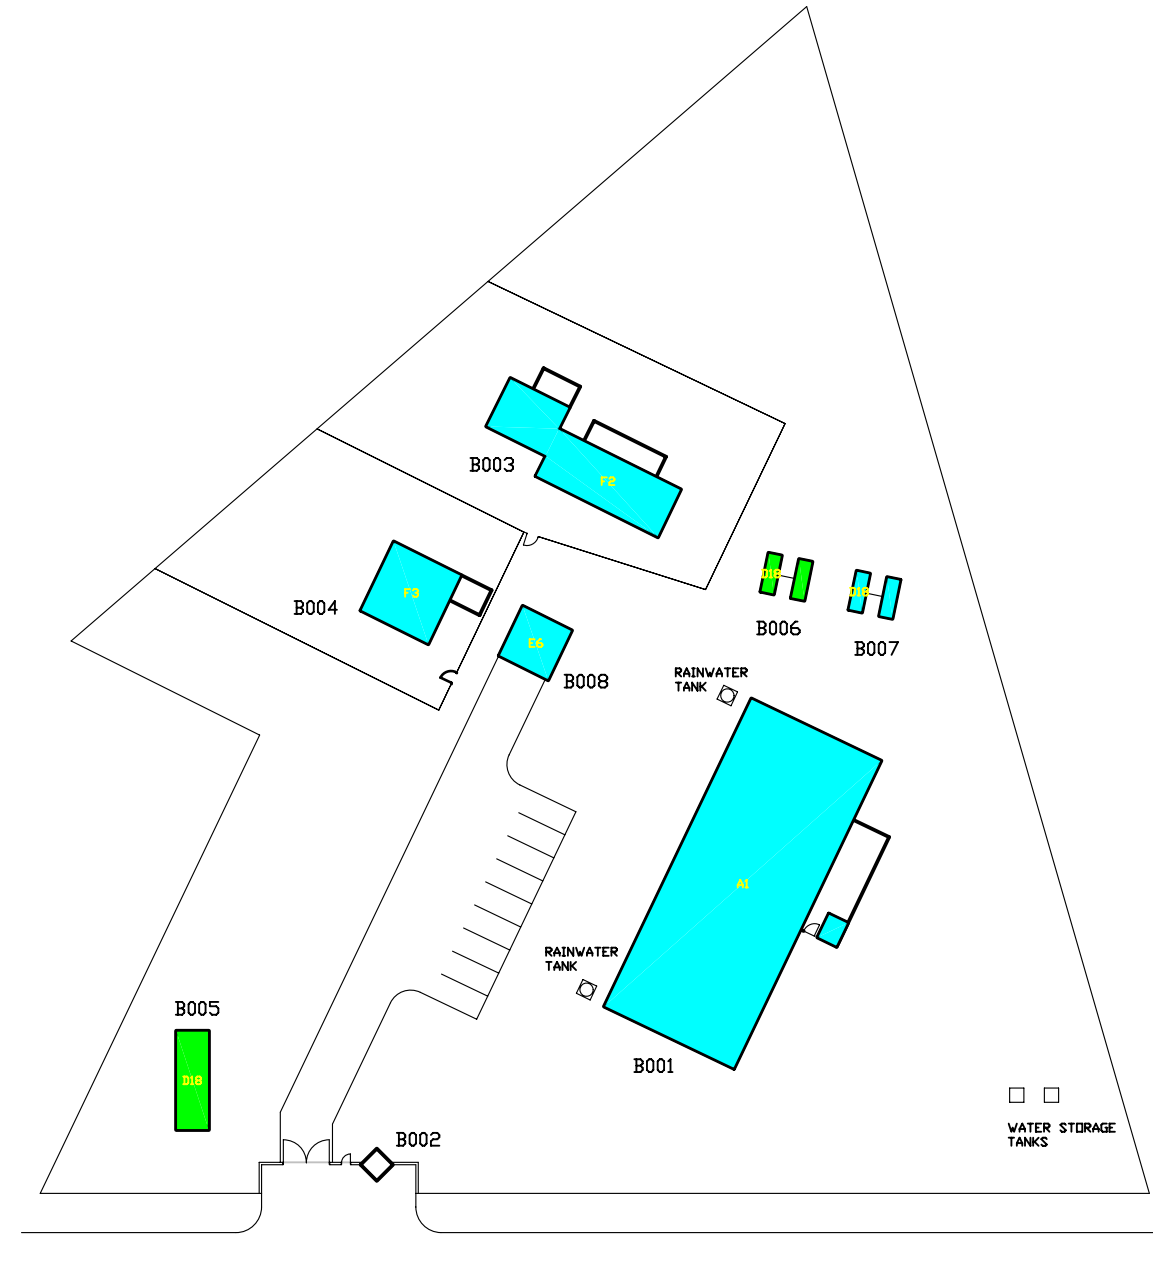 B003
F2
F3
B004
D18
D18
B006
B007
E6
B008
RAINWATER
TANK
A1
RAINWATER
TANK
B005
D18
B001
B002
WATER STORAGE
TANKS